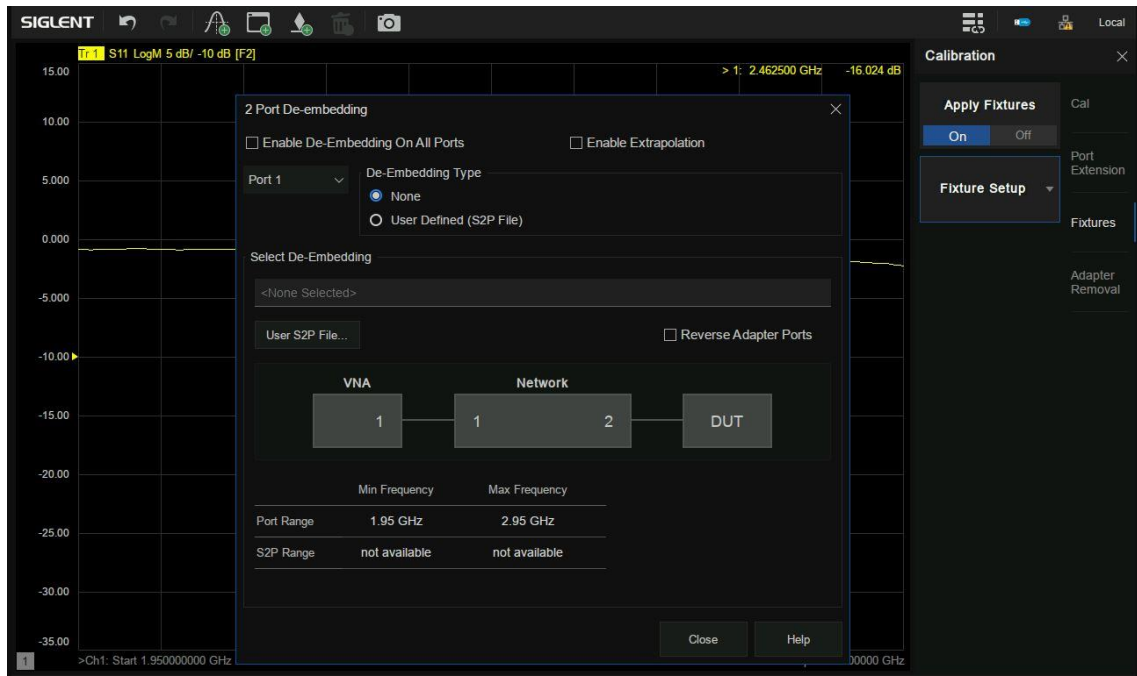 SIGLENT
Local
Tr 1 S11 LogM 5 dB/ -10 dB [F2]
> 1: 2.462500 GHz -16.024 dB
15.00
10.00
5.000
0.000
-5.000
-10.00
-15.00
-20.00
-25.00
-30.00
-35.00
1
>Ch1: Start 1.950000000 GHz
00000 GHz
2 Port De-embedding
Enable De-Embedding On All Ports
Enable Extrapolation
Port 1
De-Embedding Type
None
User Defined (S2P File)
Select De-Embedding
<None Selected>
User S2P File...
Reverse Adapter Ports
VNA Network
1 1 2 DUT
Min Frequency Max Frequency
Port Range 1.95 GHz 2.95 GHz
S2P Range not available not available
Close Help
Calibration
Apply Fixtures
On Off
Fixture Setup
Cal
Port
Extension
Fixtures
Adapter
Removal